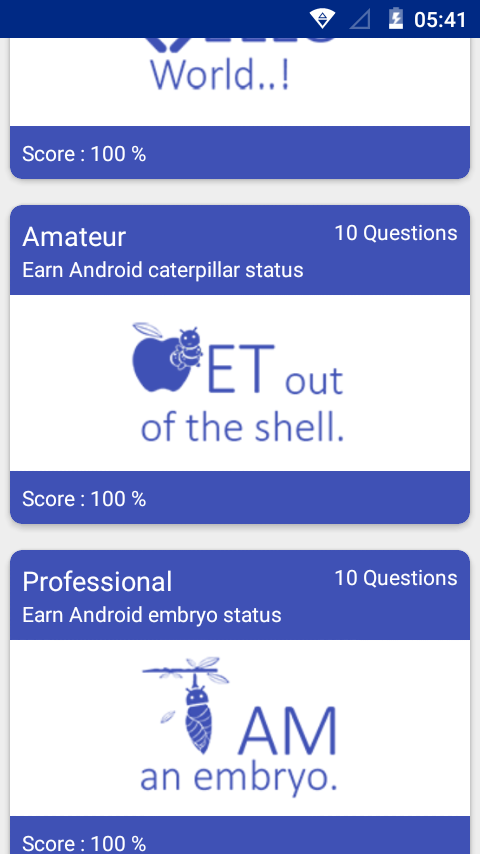 05:41
World..!
Score : 100 %
Amateur
10 Questions
Earn Android caterpillar status
ET out
of the shell.
Score : 100 %
Professional
10 Questions
Earn Android embryo status
AM
an embryo.
Score : 100 %